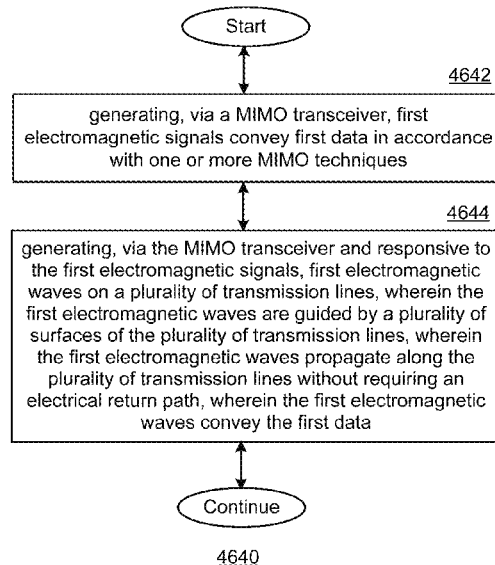 Start
4642
generating, via a MIMO transceiver, first
electromagnetic signals convey first data in accordance
with one or more MIMO techniques
4644
generating, via the MIMO transceiver and responsive to
the first electromagnetic signals, first electromagnetic
waves on a plurality of transmission lines, wherein the
first electromagnetic waves are guided by a plurality of
surfaces of the plurality of transmission lines, wherein
the first electromagnetic waves propagate along the
plurality of transmission lines without requiring an
electrical return path, wherein the first electromagnetic
waves convey the first data
Continue
4640